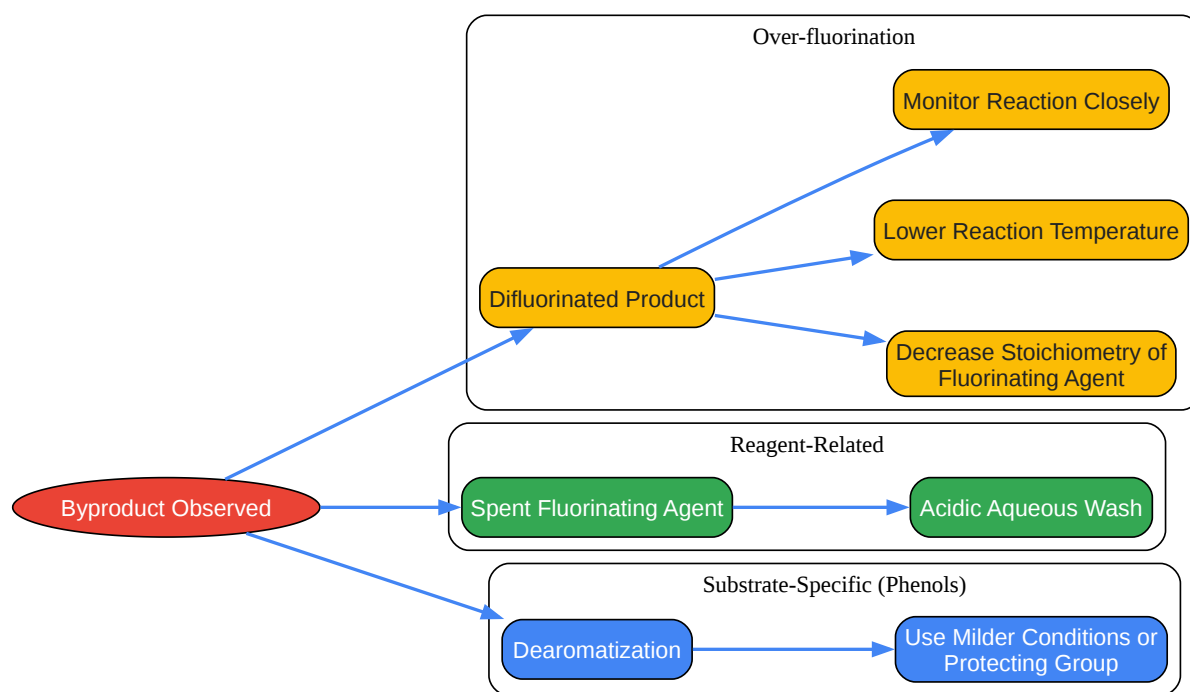 Over-fluorination
Monitor Reaction Closely
Lower Reaction Temperature
Difluorinated Product
Decrease Stoichiometry of
Fluorinating Agent
Reagent-Related
Byproduct Observed
Spent Fluorinating Agent
Acidic Aqueous Wash
Substrate-Specific (Phenols)
Dearomatization
Use Milder Conditions or
Protecting Group